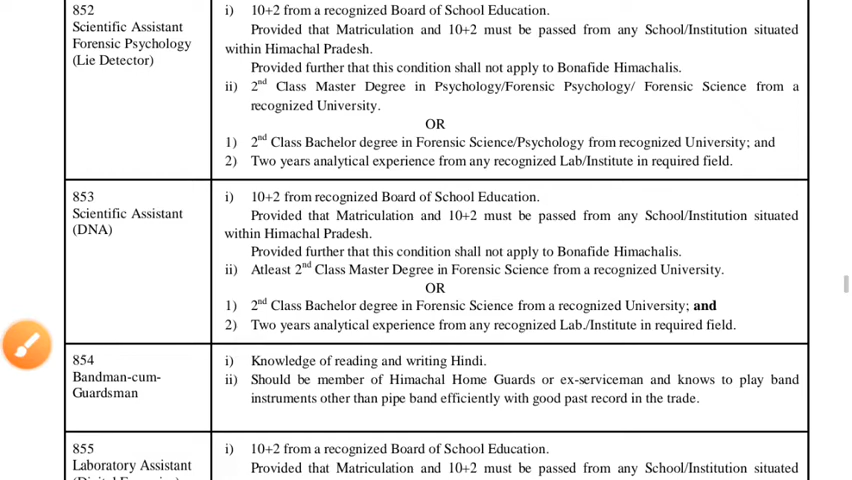 852
Scientific Assistant
Forensic Psychology
(Lie Detector)
i) 10+2 from a recognized Board of School Education.
Provided that Matriculation and 10+2 must be passed from any School/Institution situated
within Himachal Pradesh.
Provided further that this condition shall not apply to Bonafide Himachalis.
ii) 2nd Class Master Degree in Psychology/Forensic Psychology/ Forensic Science from a
recognized University.
OR
1) 2nd Class Bachelor degree in Forensic Science/Psychology from recognized University; and
2) Two years analytical experience from any recognized Lab/Institute in required field.
853
Scientific Assistant
(DNA)
i) 10+2 from recognized Board of School Education.
Provided that Matriculation and 10+2 must be passed from any School/Institution situated
within Himachal Pradesh.
Provided further that this condition shall not apply to Bonafide Himachalis.
ii) Atleast 2nd Class Master Degree in Forensic Science from a recognized University.
OR
1) 2nd Class Bachelor degree in Forensic Science from a recognized University; and
2) Two years analytical experience from any recognized Lab./Institute in required field.
854
Bandman-cum-
Guardsman
i) Knowledge of reading and writing Hindi.
ii) Should be member of Himachal Home Guards or ex-serviceman and knows to play band
instruments other than pipe band efficiently with good past record in the trade.
855
Laboratory Assistant
i) 10+2 from a recognized Board of School Education.
Provided that Matriculation and 10+2 must be passed from any School/Institution situated